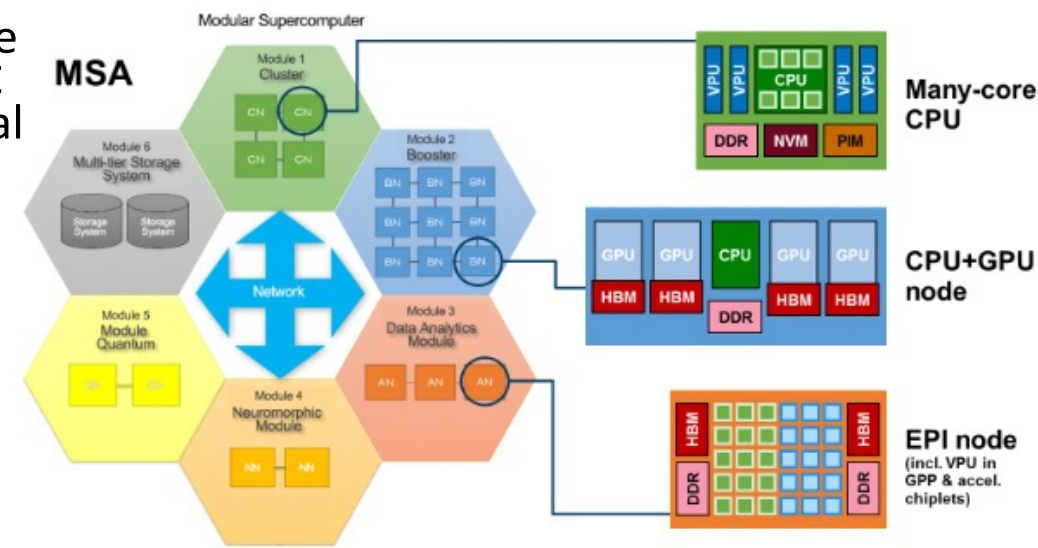 e
al
MSA
Modular Supercomputer
Module 1
Cluster
CN
CN
CN
CN
Module 2
Booster
BN
BN
BN
BN
BN
BN
BN
BN
BN
Module 6
Multi-tier Storage
System
Storage
System
Storage
System
Network
Module 5
Module
Quantum
Module 3
Data Analytics
Module
AN
AN
AN
Module 4
Neuromorphic
Module
NN
NN
VPU
VPU
CPU
VPU
VPU
DDR
NVM
PIM
Many-core
CPU
GPU
GPU
CPU
GPU
GPU
HBM
HBM
DDR
HBM
HBM
CPU+GPU
node
HBM
DDR
HBM
DDR
EPI node
(incl. VPU in
GPP & accel.
chiplets)